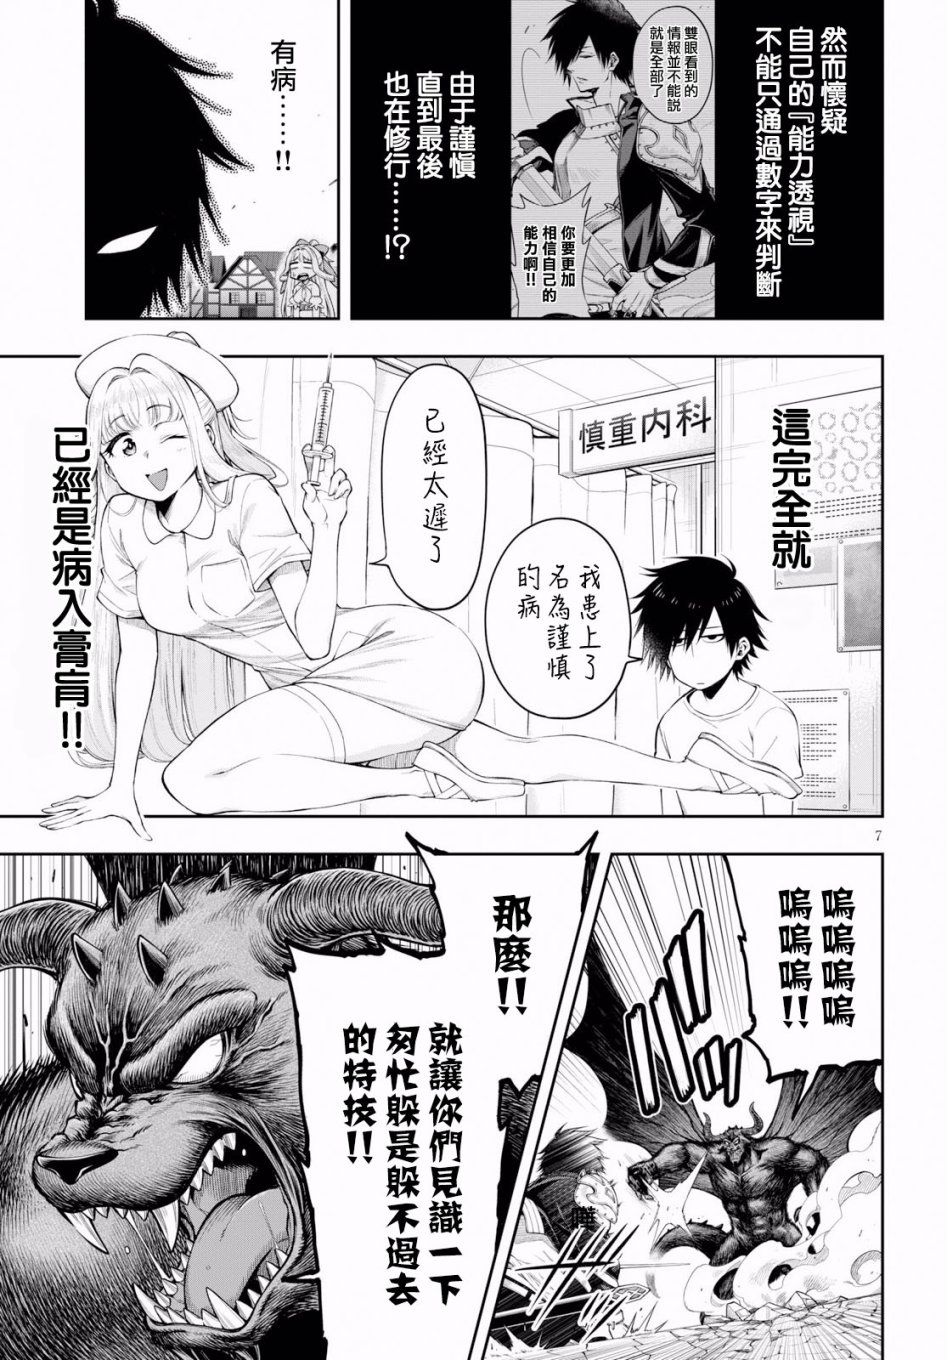 然而懷疑
自己的『能力透視』
不能只通過數字來判斷
雙眼看到的
情報並不能說
就是全部了
你要更加
相信自己的
能力啊!!
由于謹慎
直到最後
也在修行……!?
有病……!!
這完全就
慎重内科
我患上了
名為謹慎
的病
已經太遲了
已經是病入膏肓!!
7
嗚嗚嗚嗚
嗚嗚嗚!!
嘩
那麼!!
就讓你們見識一下
匆忙躲是躲不過去
的特技!!